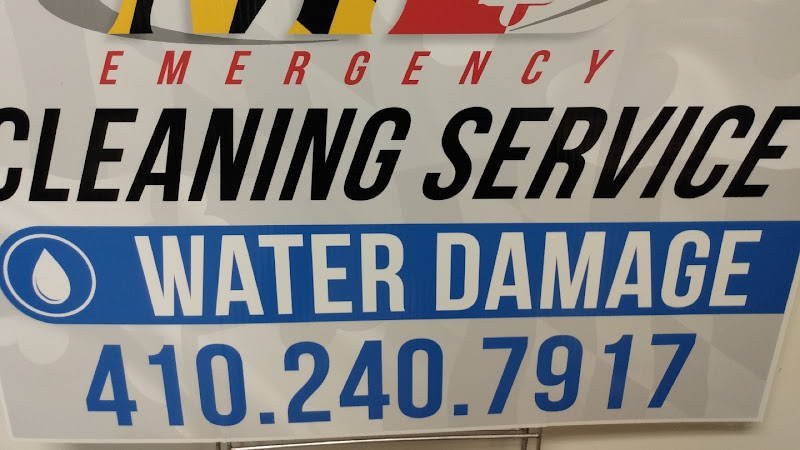 EMERGENCY
CLEANING SERVICE
WATER DAMAGE
410.240.7917